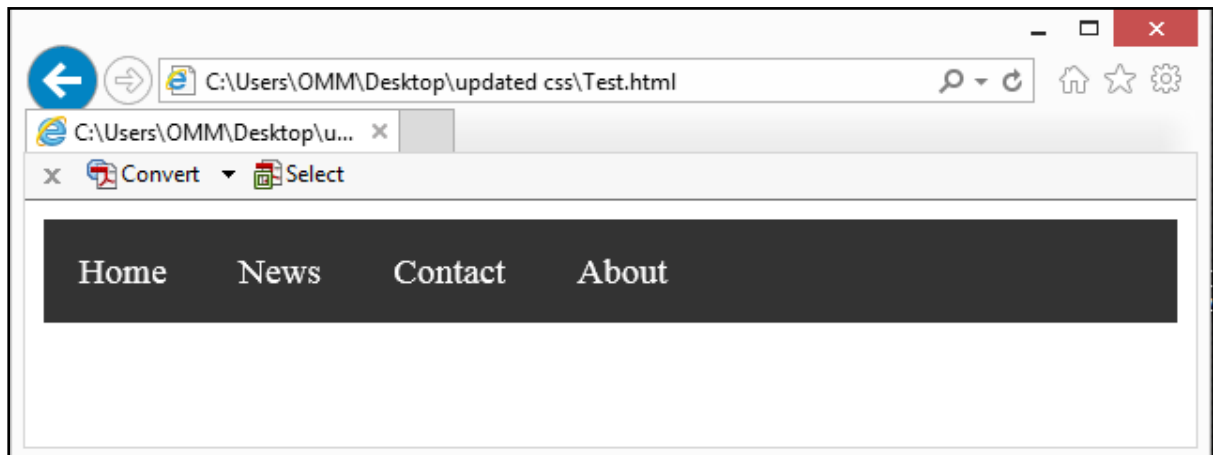 C:\Users\OMM\Desktop\updated css\Test.html
C:\Users\OMM\Desktop\u...
Convert Select
Home News Contact About